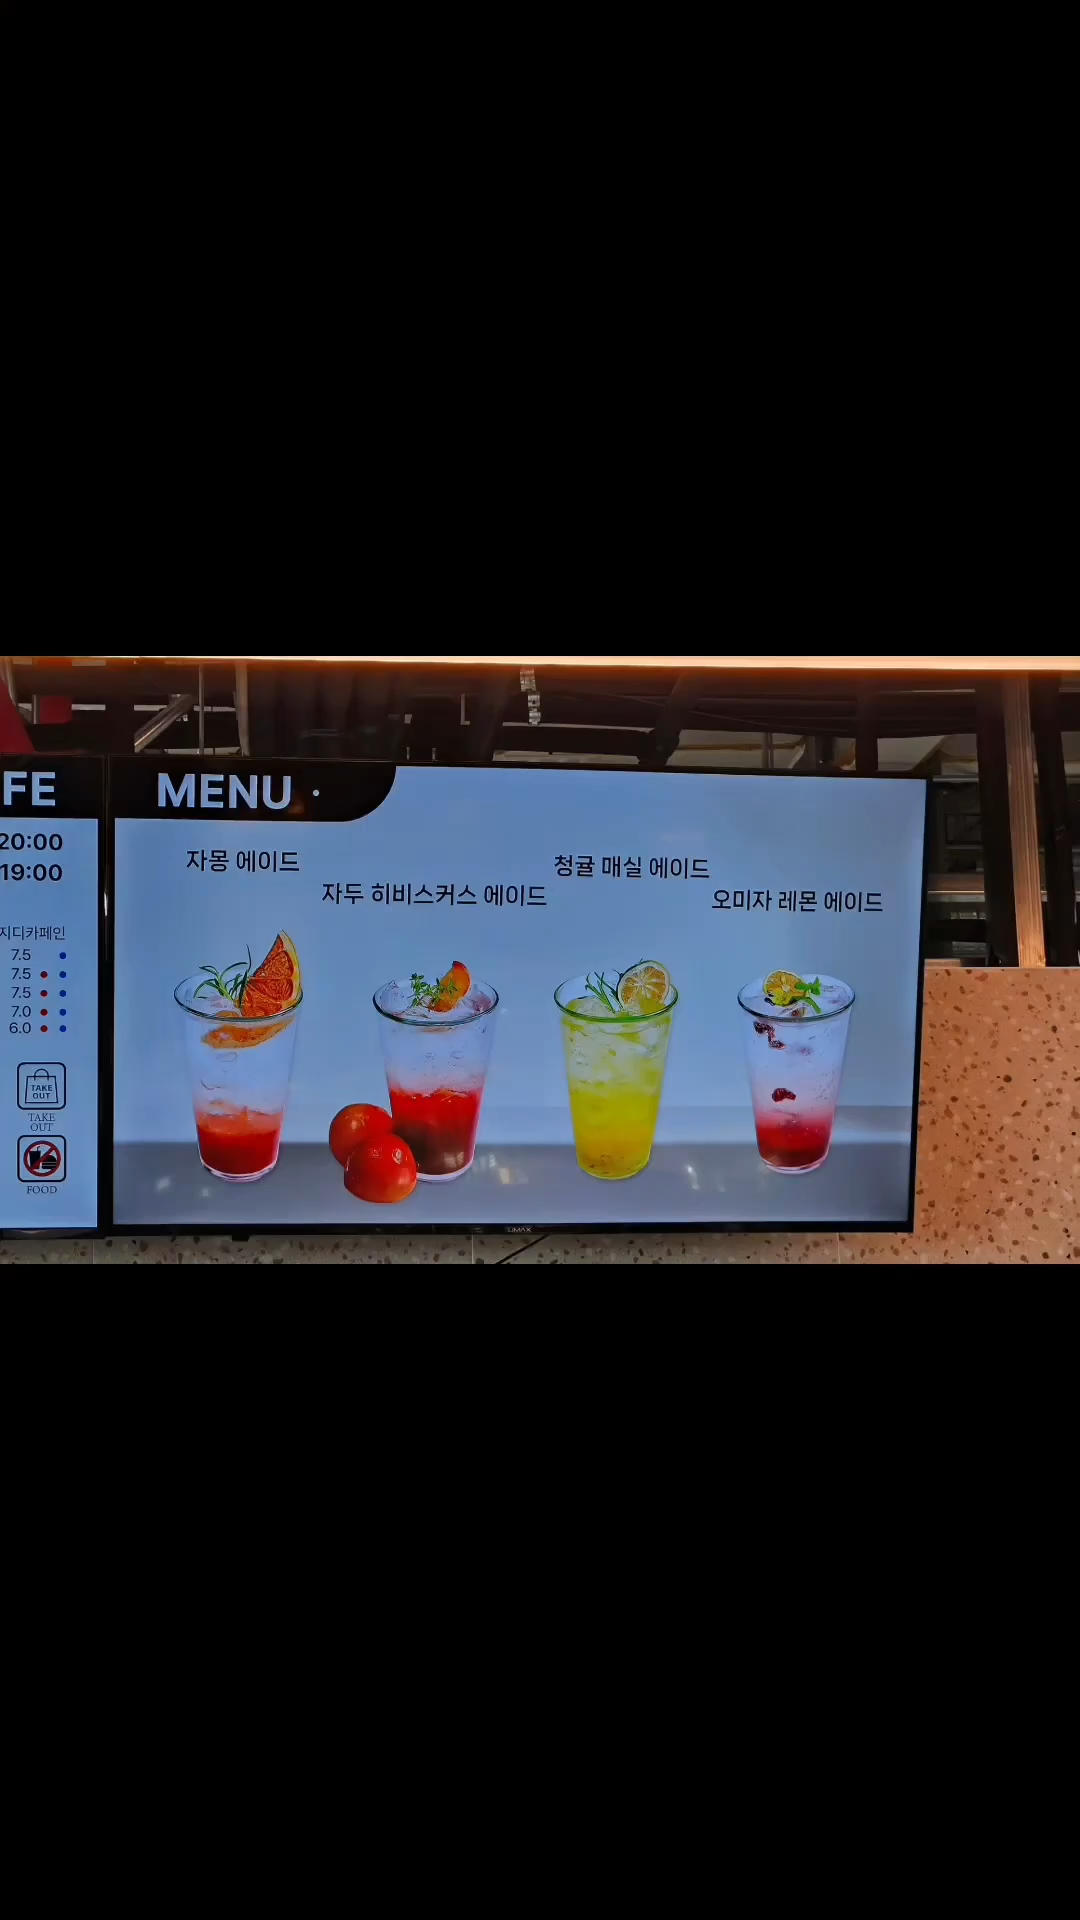 FE
20:00
19:00
지디카페인
7.5
7.5
7.5
7.0
6.0
TAKE
OUT
TAKE
OUT
FOOD
MENU
자몽 에이드
자두 히비스커스 에이드
청귤 매실 에이드
오미자 레몬 에이드
UMAX